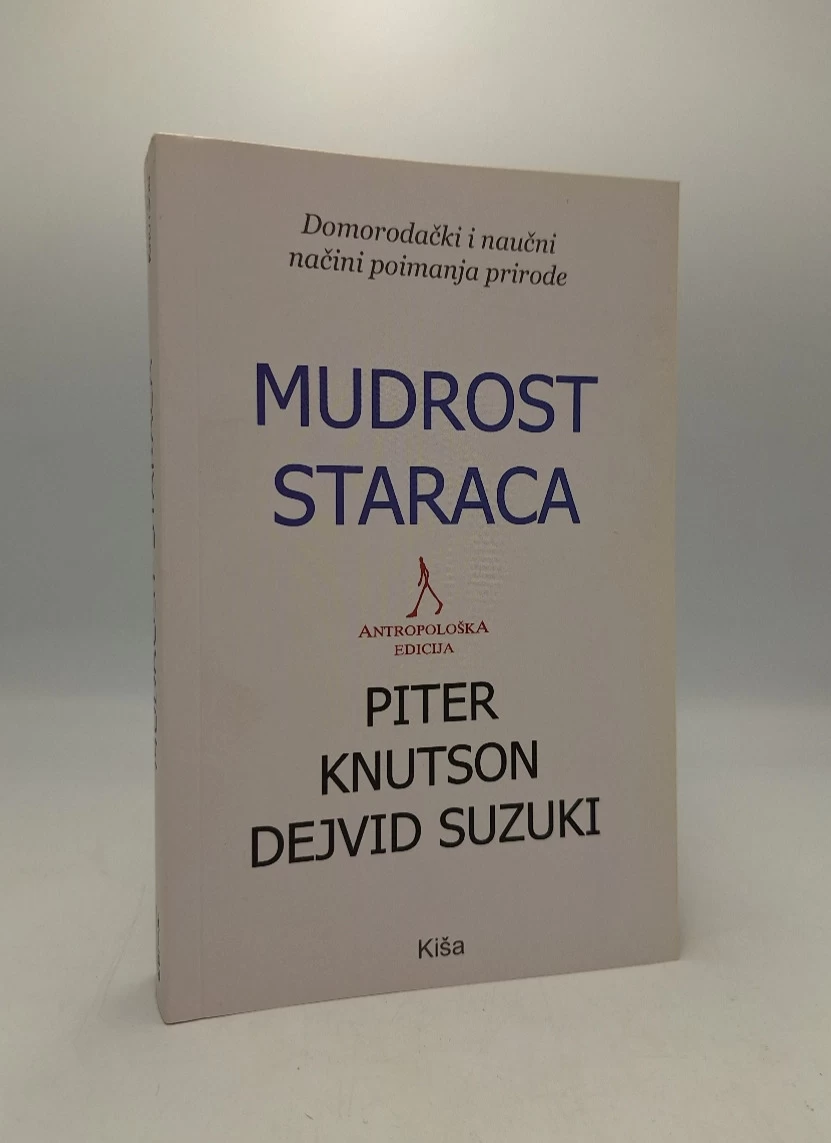 Domorodački i naučni
načini poimanja prirode
MUDROST
STARACA
ANTROPOLOŠKA
EDICIJA
PITER
KNUTSON
DEJVID SUZUKI
Kiša